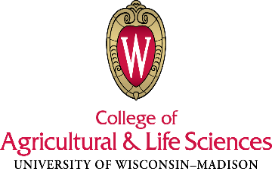 W
College of
Agricultural & Life Sciences
UNIVERSITY OF WISCONSIN–MADISON